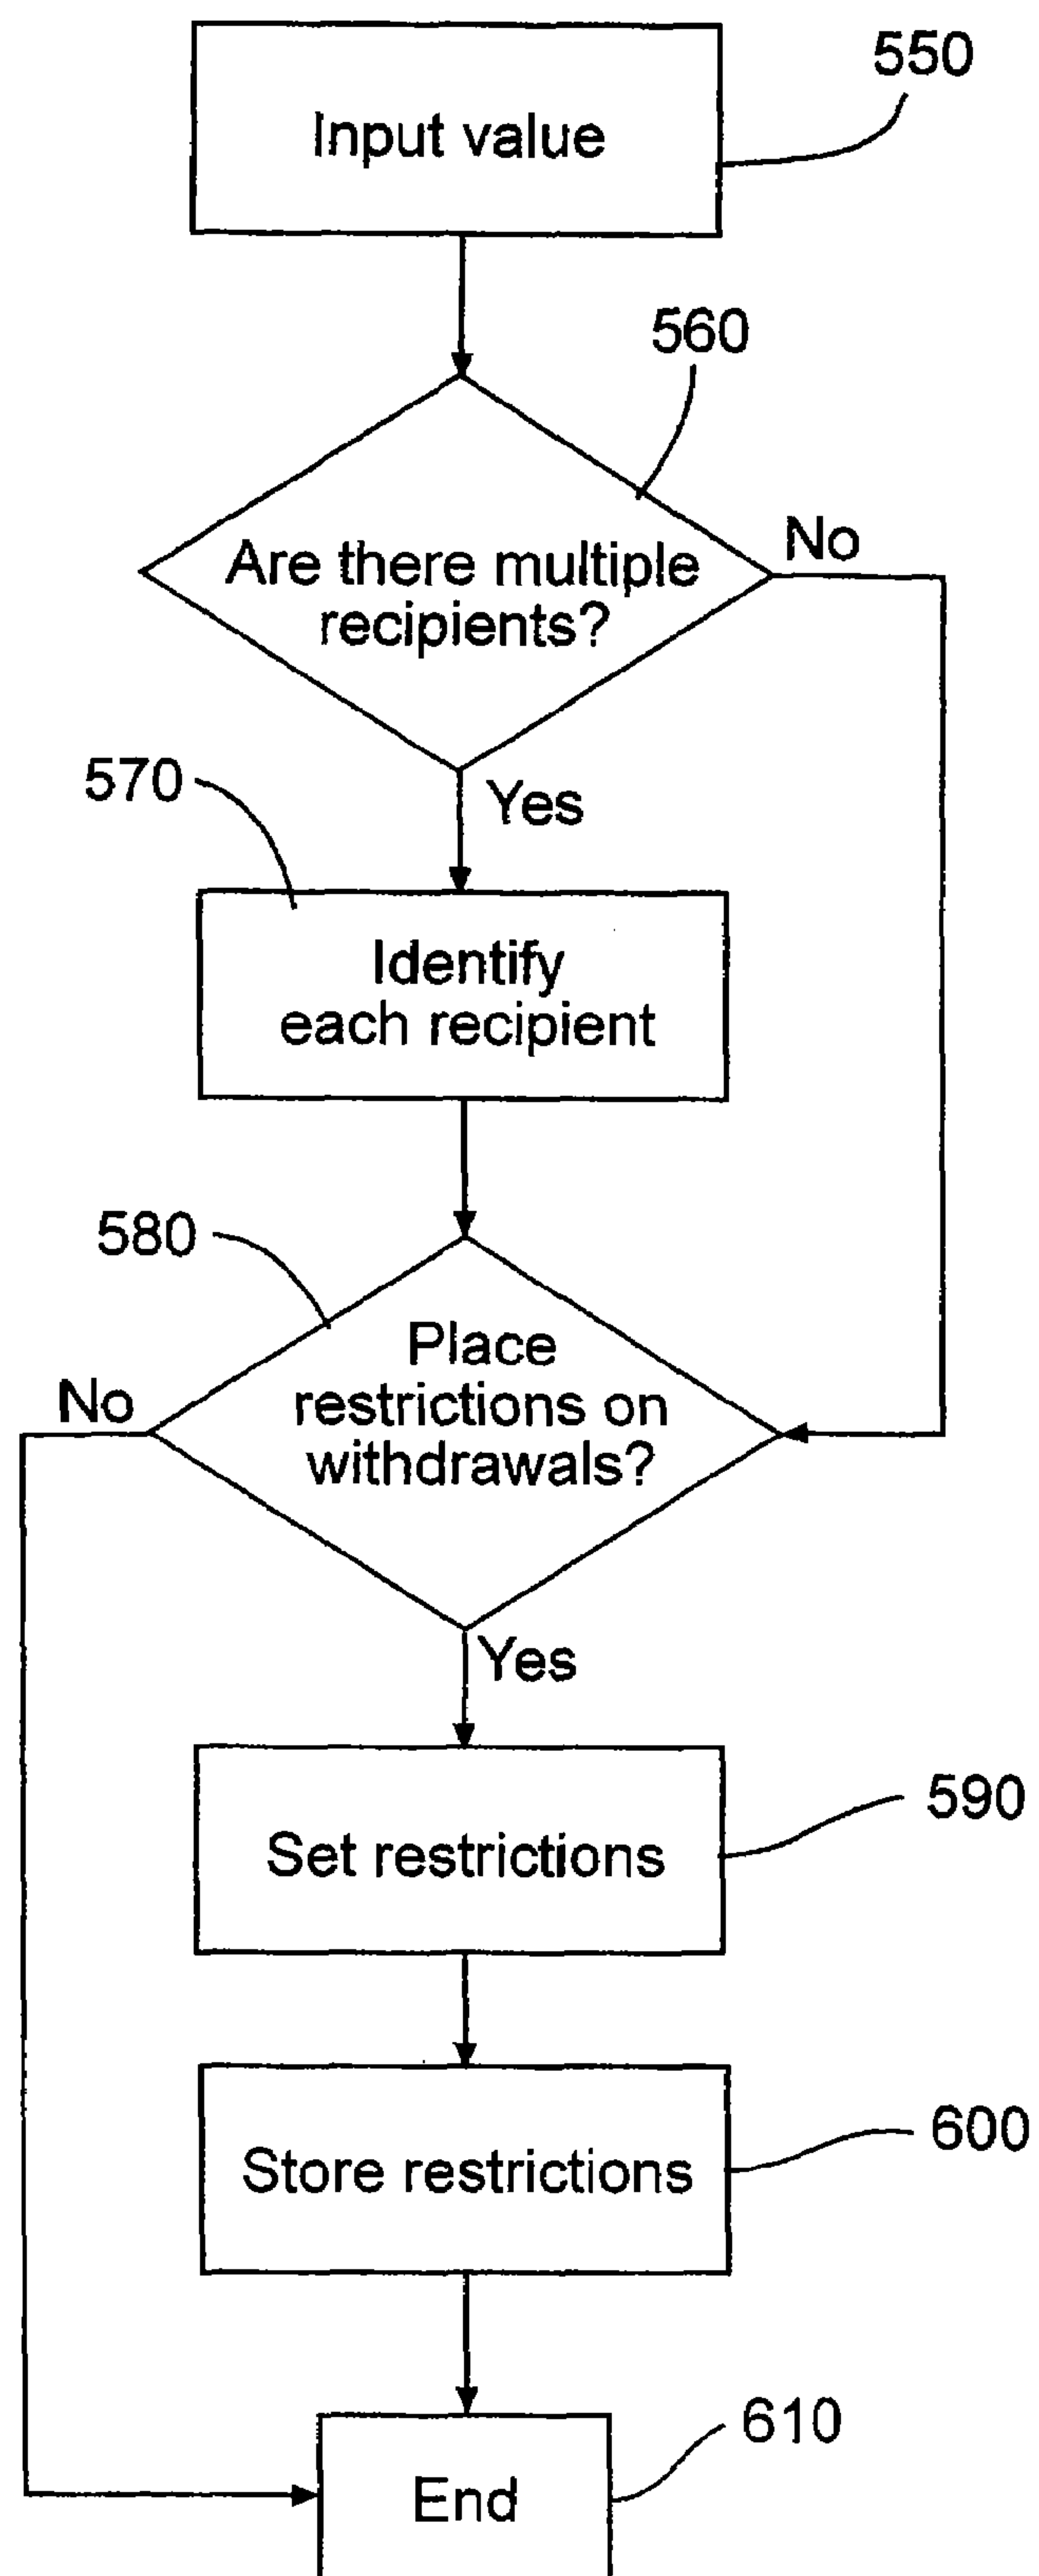 550
Input value
560
No
Are there multiple
recipients?
570
Yes
Identify
each recipient
580
Place
restrictions on
withdrawals?
No
Yes
590
Set restrictions
600
Store restrictions
610
End